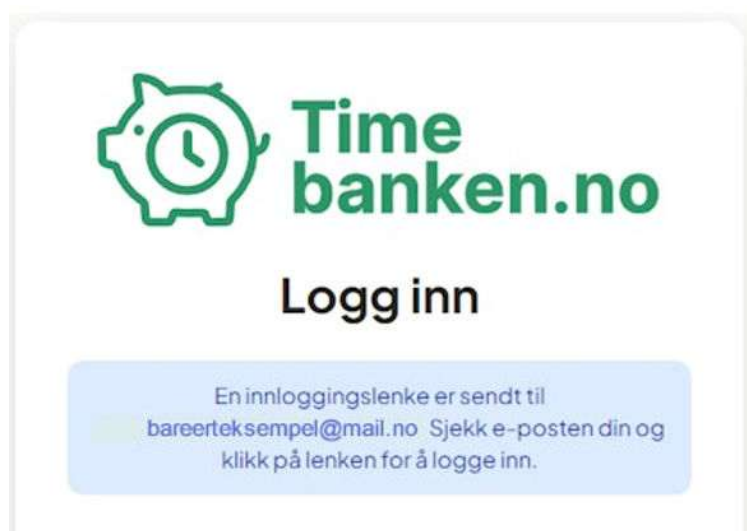 Time
banken.no
Logg inn
En innloggingslenke er sendt til
bareerteksempel@mail.no Sjekk e-posten din og
klikk på lenken for å logge inn.